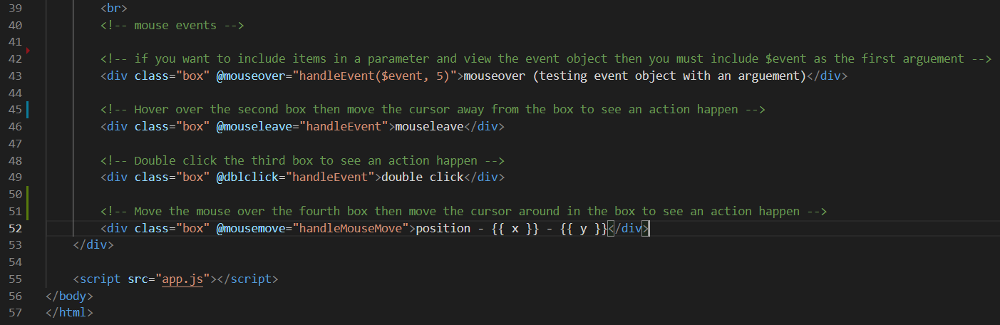 39 <br>
40 <!-- mouse events -->
41
42 <!-- if you want to include items in a parameter and view the event object then you must include $event as the first arguement -->
43 <div class="box" @mouseover="handleEvent($event, 5)">mouseover (testing event object with an arguement)</div>
44
45 <!-- Hover over the second box then move the cursor away from the box to see an action happen -->
46 <div class="box" @mouseleave="handleEvent">mouseleave</div>
47
48 <!-- Double click the third box to see an action happen -->
49 <div class="box" @dblclick="handleEvent">double click</div>
50
51 <!-- Move the mouse over the fourth box then move the cursor around in the box to see an action happen -->
52 <div class="box" @mousemove="handleMouseMove">position - {{ x }} - {{ y }}</div>
53 </div>
54
55 <script src="app.js"></script>
56 </body>
57 </html>